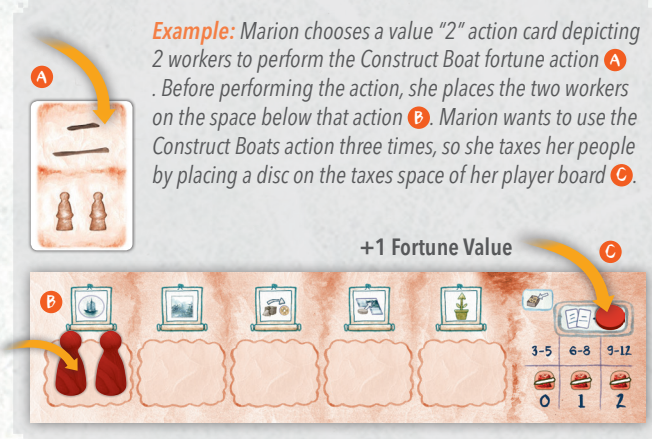 Example: Marion chooses a value “2” action card depicting
2 workers to perform the Construct Boat fortune action A
. Before performing the action, she places the two workers
on the space below that action B. Marion wants to use the
Construct Boats action three times, so she taxes her people
by placing a disc on the taxes space of her player board C.
A
二
+1 Fortune Value
C
B
3-5 6-8 9-12
0 1 2